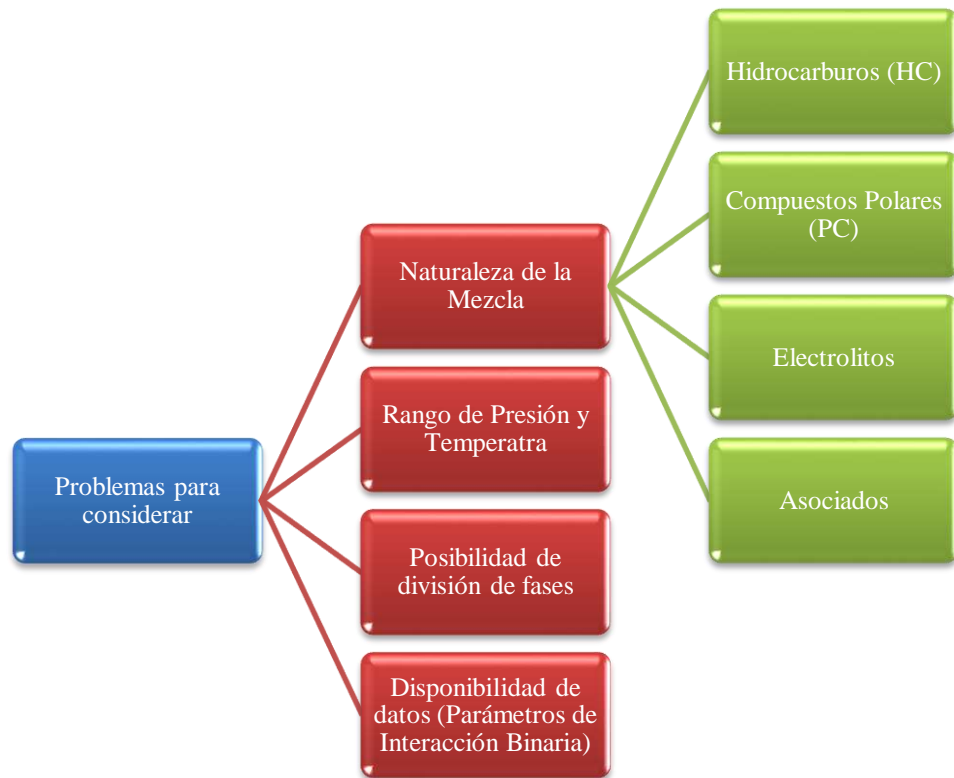 Problemas para
considerar
Naturaleza de la
Mezcla
Rango de Presión y
Temperatra
Posibilidad de
división de fases
Disponibilidad de
datos (Parámetros de
Interacción Binaria)
Hidrocarburos (HC)
Compuestos Polares
(PC)
Electrolitos
Asociados